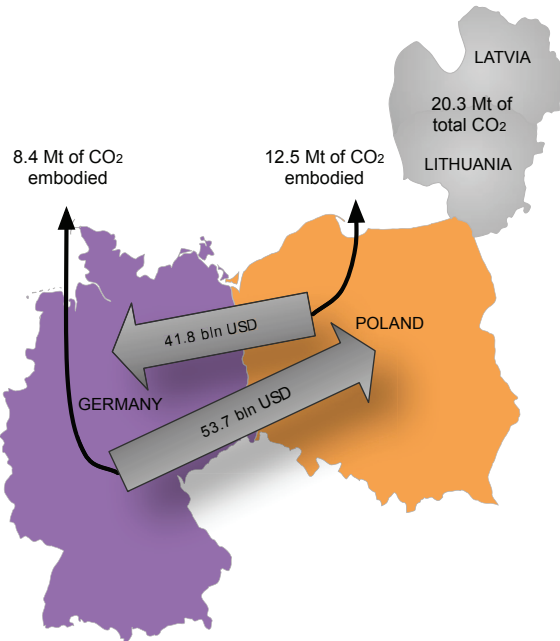 LATVIA
20.3 Mt of
total CO₂
LITHUANIA
8.4 Mt of CO₂
embodied
12.5 Mt of CO₂
embodied
41.8 bln USD
POLAND
GERMANY
53.7 bln USD